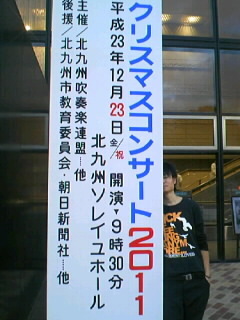 クリスマスコンサート2011
平成23年12月23日金/祝 開演▼9時30分
北九州ソレイユホール
主催/北九州吹奏楽連盟…他
後援/北九州市教育委員会・朝日新聞社…他